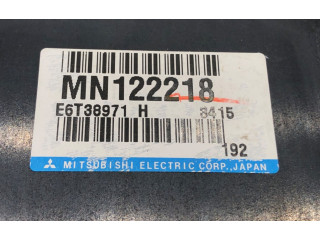 MN122218
E6T38971 H 8415
192
MITSUBISHI ELECTRIC CORP., JAPAN